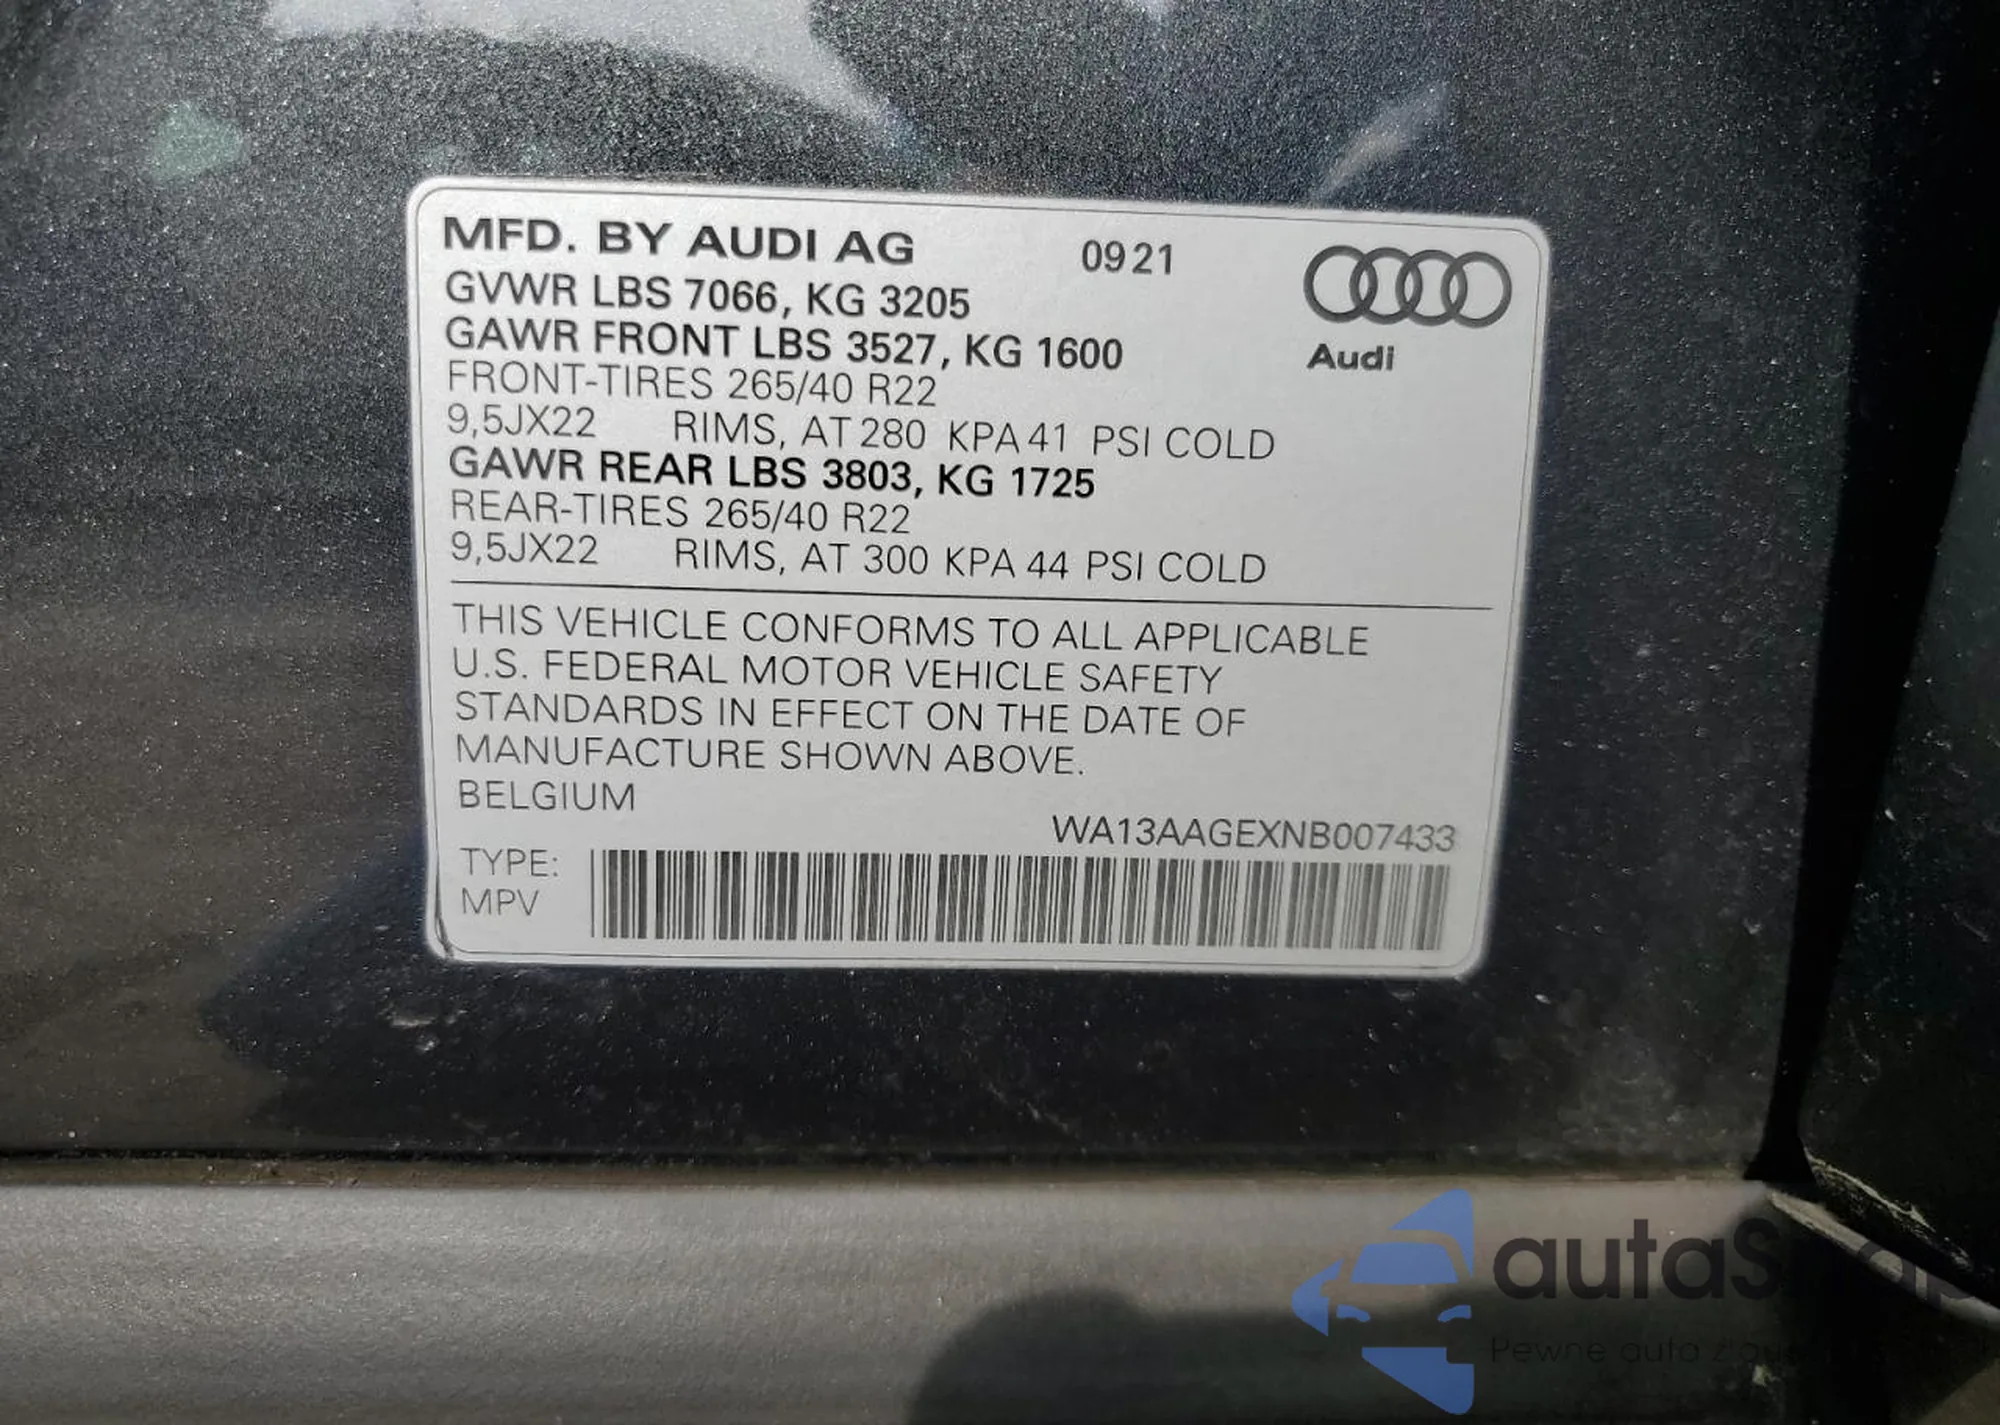 MFD. BY AUDI AG 0921
GVWR LBS 7066, KG 3205
GAWR FRONT LBS 3527, KG 1600
Audi
FRONT-TIRES 265/40 R22
9,5JX22 RIMS, AT 280 KPA 41 PSI COLD
GAWR REAR LBS 3803, KG 1725
REAR-TIRES 265/40 R22
9,5JX22 RIMS, AT 300 KPA 44 PSI COLD
THIS VEHICLE CONFORMS TO ALL APPLICABLE
U.S. FEDERAL MOTOR VEHICLE SAFETY
STANDARDS IN EFFECT ON THE DATE OF
MANUFACTURE SHOWN ABOVE.
BELGIUM
WA13AAGEXNB007433
TYPE:
MPV
autaShop
Pewne auto z